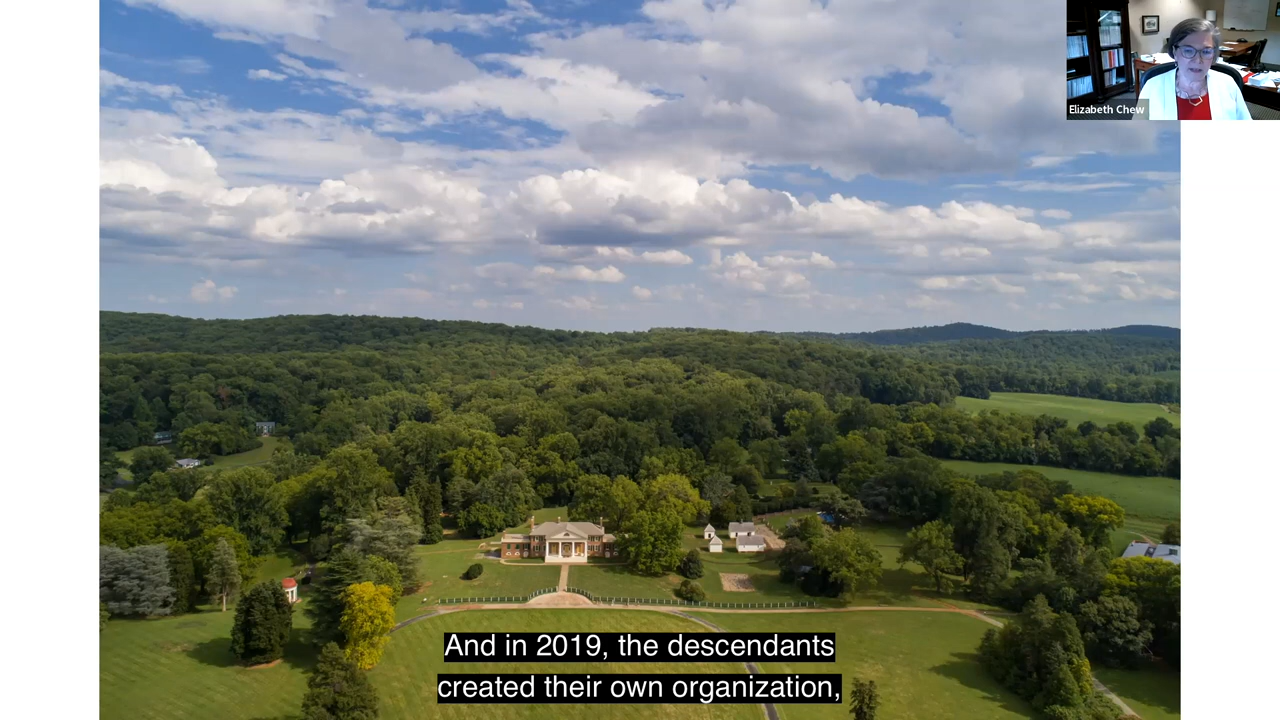 Elizabeth Chew
And in 2019, the descendants
created their own organization,